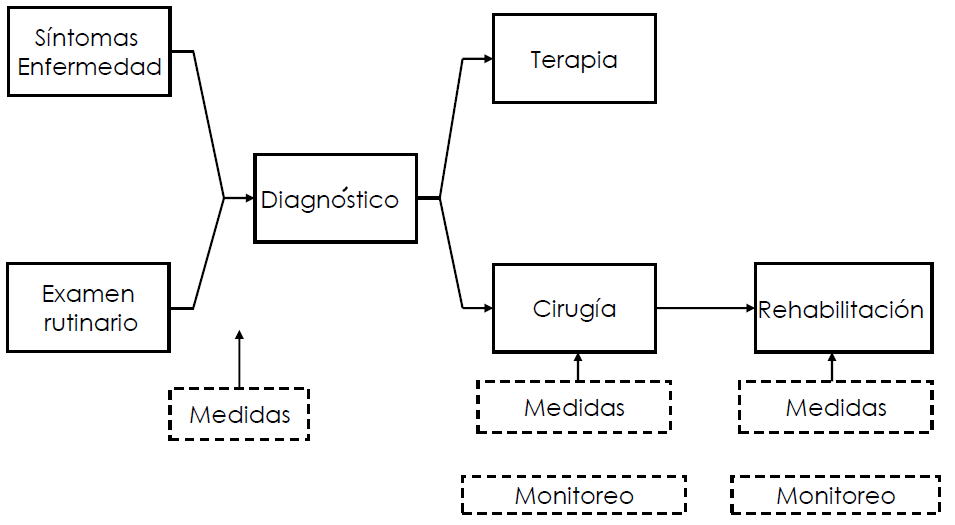 Síntomas
Enfermedad
Terapia
Diagnóstico
Examen
rutinario
Cirugía
Rehabilitación
Medidas
Medidas
Medidas
Monitoreo
Monitoreo